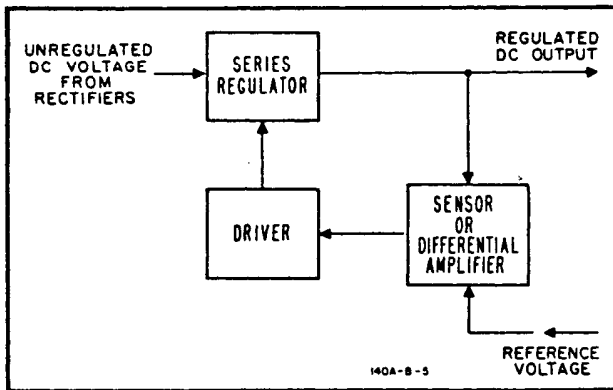 UNREGULATED
DC VOLTAGE
FROM
RECTIFIERS
SERIES
REGULATOR
REGULATED
DC OUTPUT
DRIVER
SENSOR
OR
DIFFERENTIAL
AMPLIFIER
140A-B-5
REFERENCE
VOLTAGE